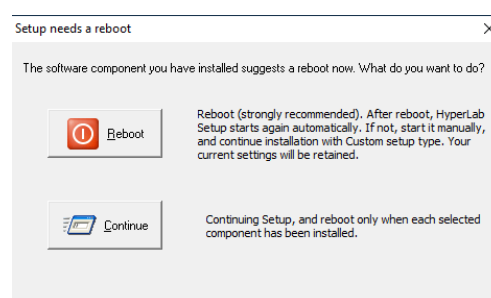 Setup needs a reboot
The software component you have installed suggests a reboot now. What do you want to do?
Reboot
Reboot (strongly recommended). After reboot, HyperLab
Setup starts again automatically. If not, start it manually,
and continue installation with Custom setup type. Your
current settings will be retained.
Continue
Continuing Setup, and reboot only when each selected
component has been installed.